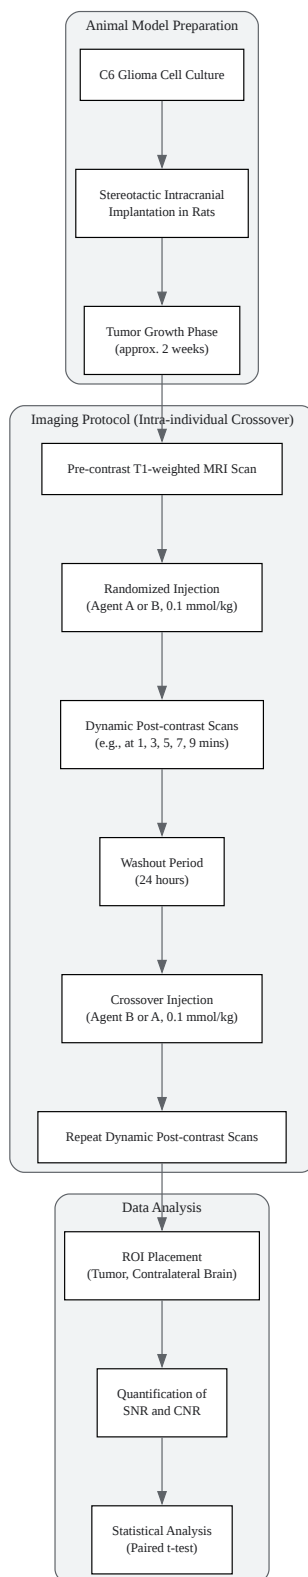 Animal Model Preparation
C6 Glioma Cell Culture
Stereotactic Intracranial
Implantation in Rats
Tumor Growth Phase
(approx. 2 weeks)
Imaging Protocol (Intra-individual Crossover)
Pre-contrast T1-weighted MRI Scan
Randomized Injection
(Agent A or B, 0.1 mmol/kg)
Dynamic Post-contrast Scans
(e.g., at 1, 3, 5, 7, 9 mins)
Washout Period
(24 hours)
Crossover Injection
(Agent B or A, 0.1 mmol/kg)
Repeat Dynamic Post-contrast Scans
Data Analysis
ROI Placement
(Tumor, Contralateral Brain)
Quantification of
SNR and CNR
Statistical Analysis
(Paired t-test)